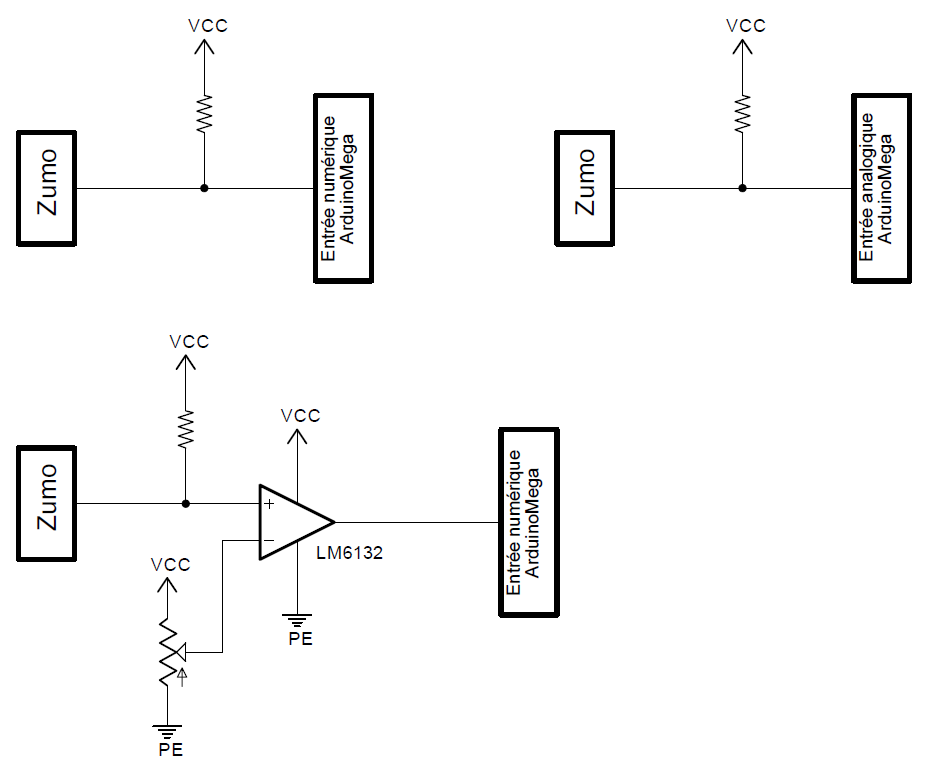 VCC
Zumo
Entrée numérique
ArduinoMega
VCC
Zumo
Entrée analogique
ArduinoMega
VCC
Zumo
VCC
+
−
LM6132
PE
Entrée numérique
ArduinoMega
VCC
PE